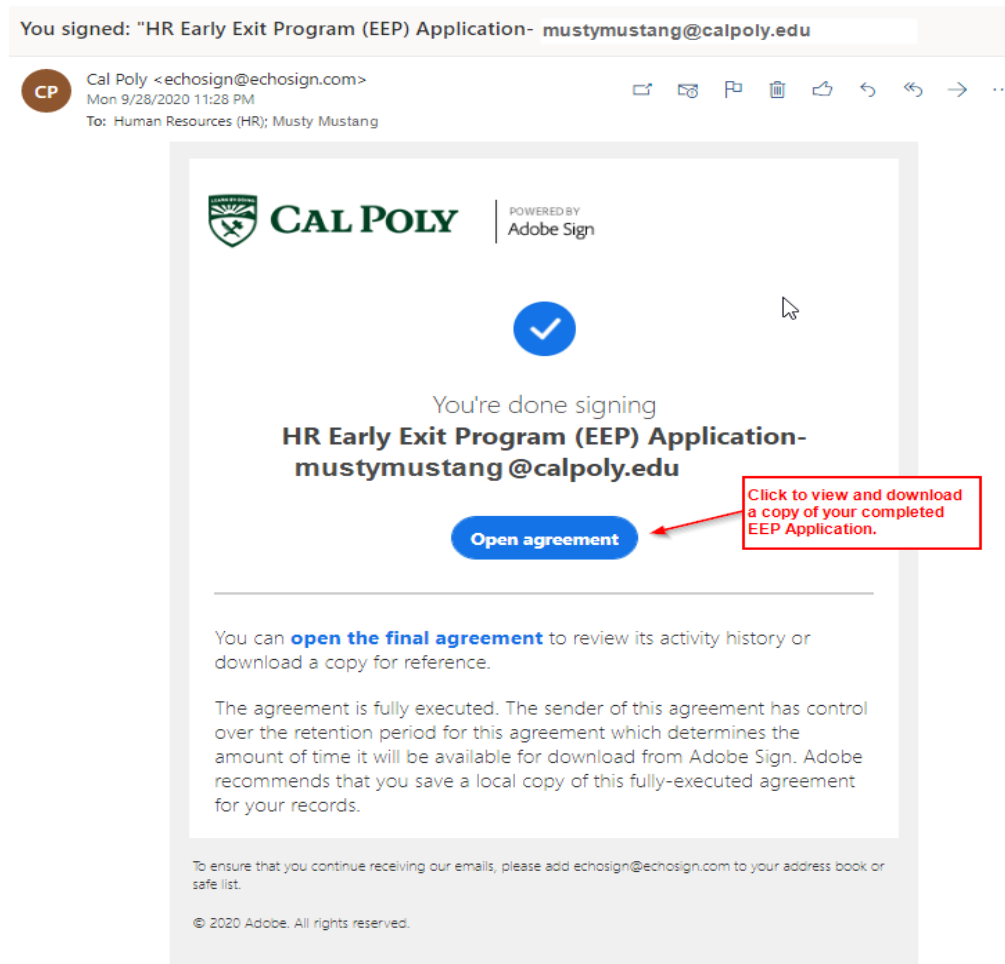 You signed: "HR Early Exit Program (EEP) Application- mustymustang@calpoly.edu
CP
Cal Poly <echosign@echosign.com>
Mon 9/28/2020 11:28 PM
To: Human Resources (HR); Musty Mustang
CAL POLY
POWERED BY
Adobe Sign
You're done signing
HR Early Exit Program (EEP) Application-
mustymustang @calpoly.edu
Click to view and download
a copy of your completed
EEP Application.
Open agreement
You can open the final agreement to review its activity history or
download a copy for reference.
The agreement is fully executed. The sender of this agreement has control
over the retention period for this agreement which determines the
amount of time it will be available for download from Adobe Sign. Adobe
recommends that you save a local copy of this fully-executed agreement
for your records.
To ensure that you continue receiving our emails, please add echosign@echosign.com to your address book or
safe list.
© 2020 Adobe. All rights reserved.